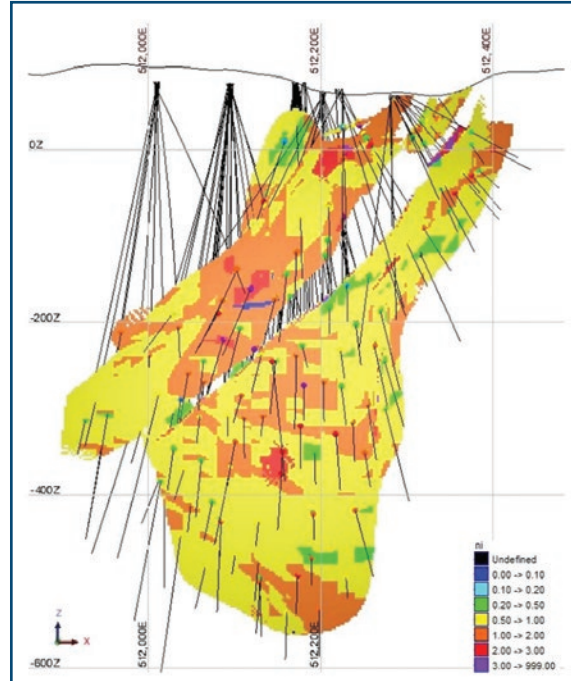 512,000E
512,200E
512,400E
0Z
-200Z
-400Z
-600Z
512,000E
512,200E
Z
X
ni
Undefined
0.00 -> 0.10
0.10 -> 0.20
0.20 -> 0.50
0.50 -> 1.00
1.00 -> 2.00
2.00 -> 3.00
3.00 -> 999.00